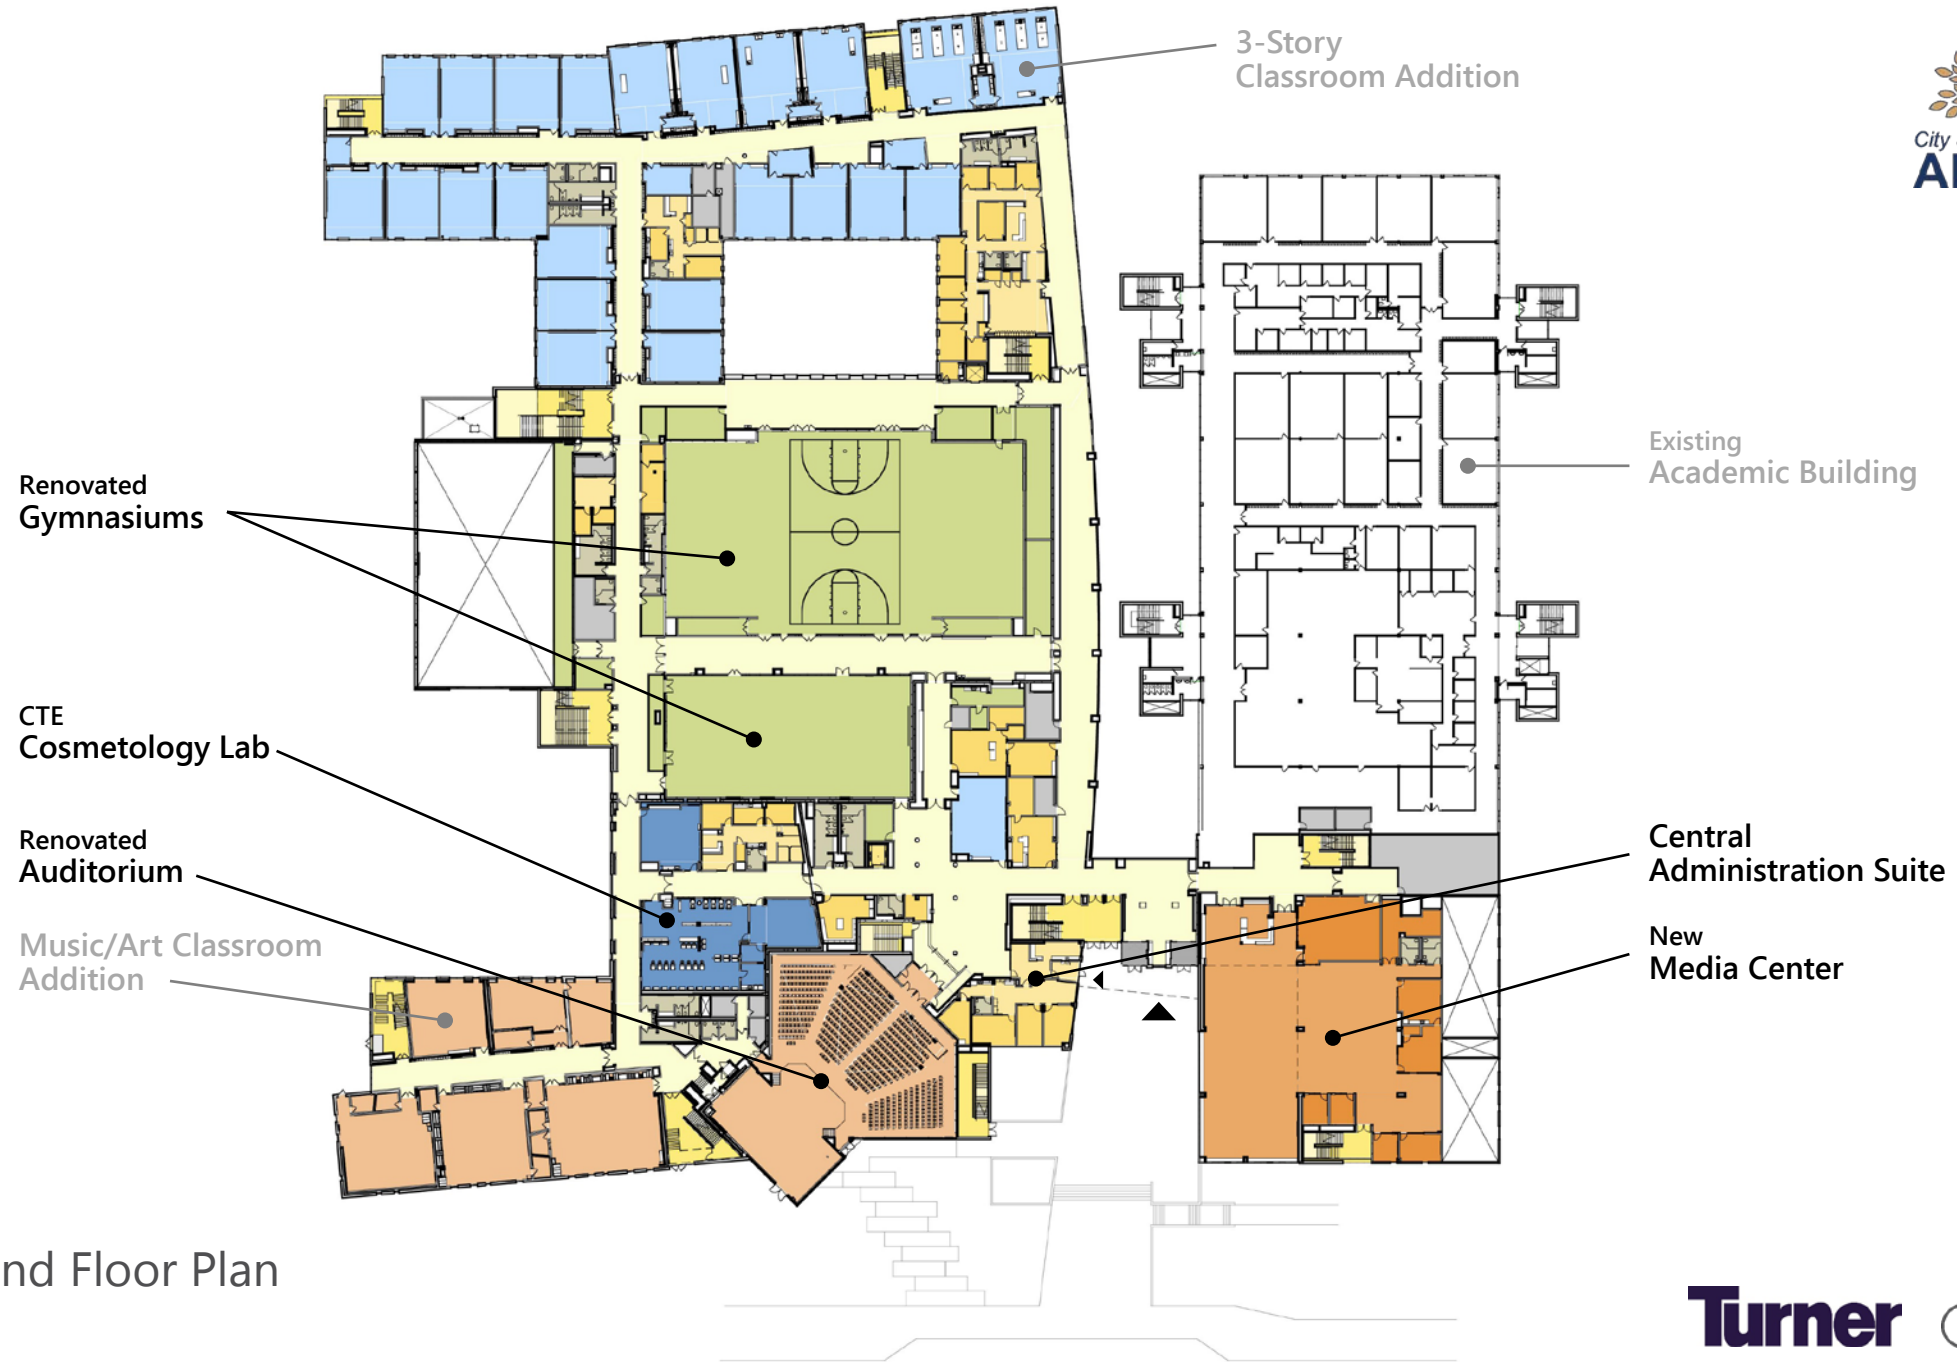 3-Story
Classroom Addition
City
Existing
Academic Building
Renovated
Gymnasiums
CTE
Cosmetology Lab
Renovated
Auditorium
Music/Art Classroom
Addition
Central
Administration Suite
New
Media Center
nd Floor Plan
Turner